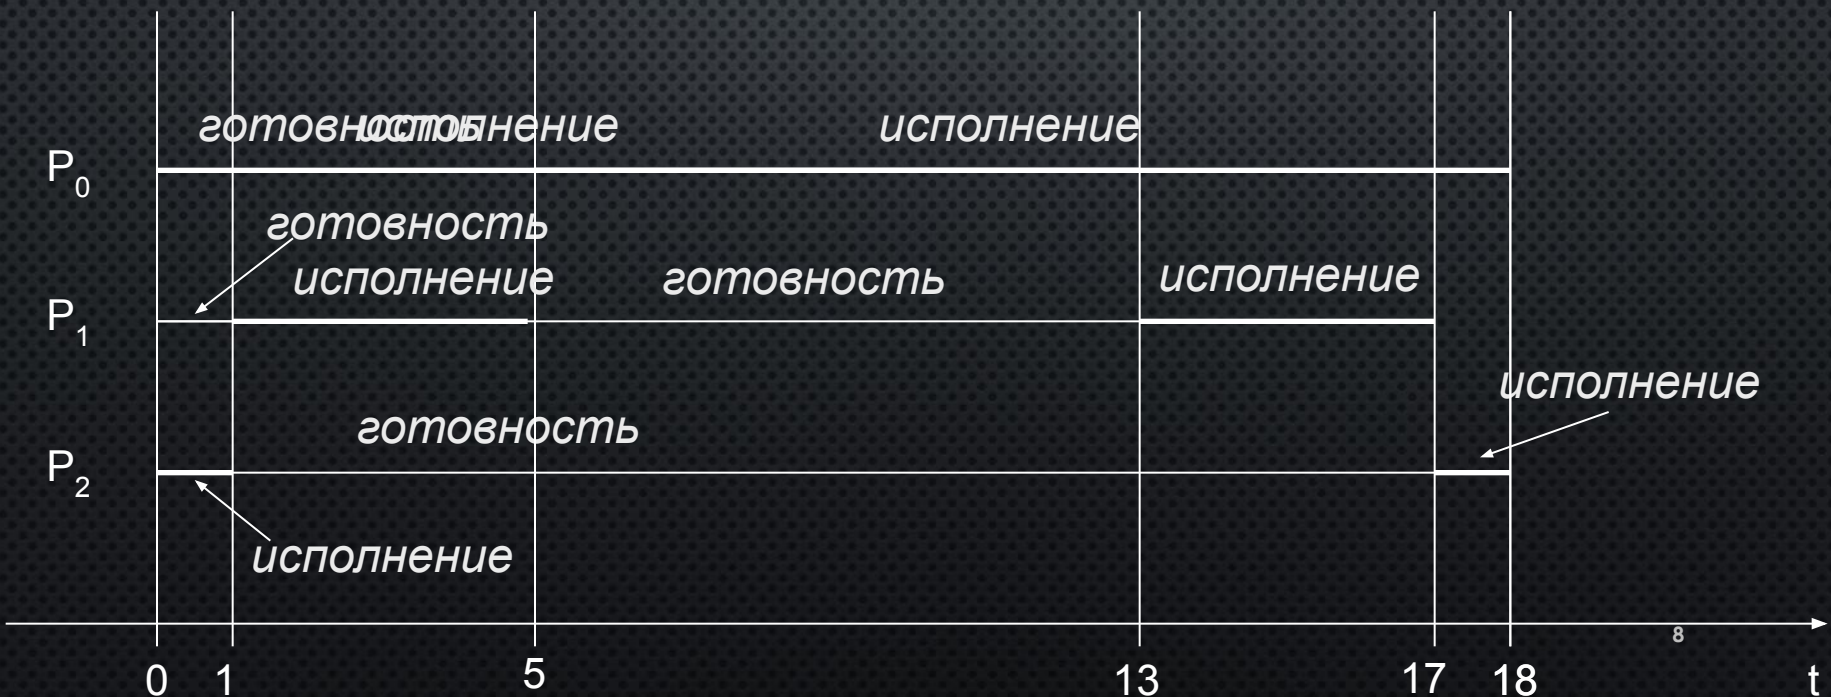 готовность исполнение исполнение
P0
готовность
исполнение готовность исполнение
P1
исполнение
готовность
P2
исполнение
8
0 1 5 13 17 18 t